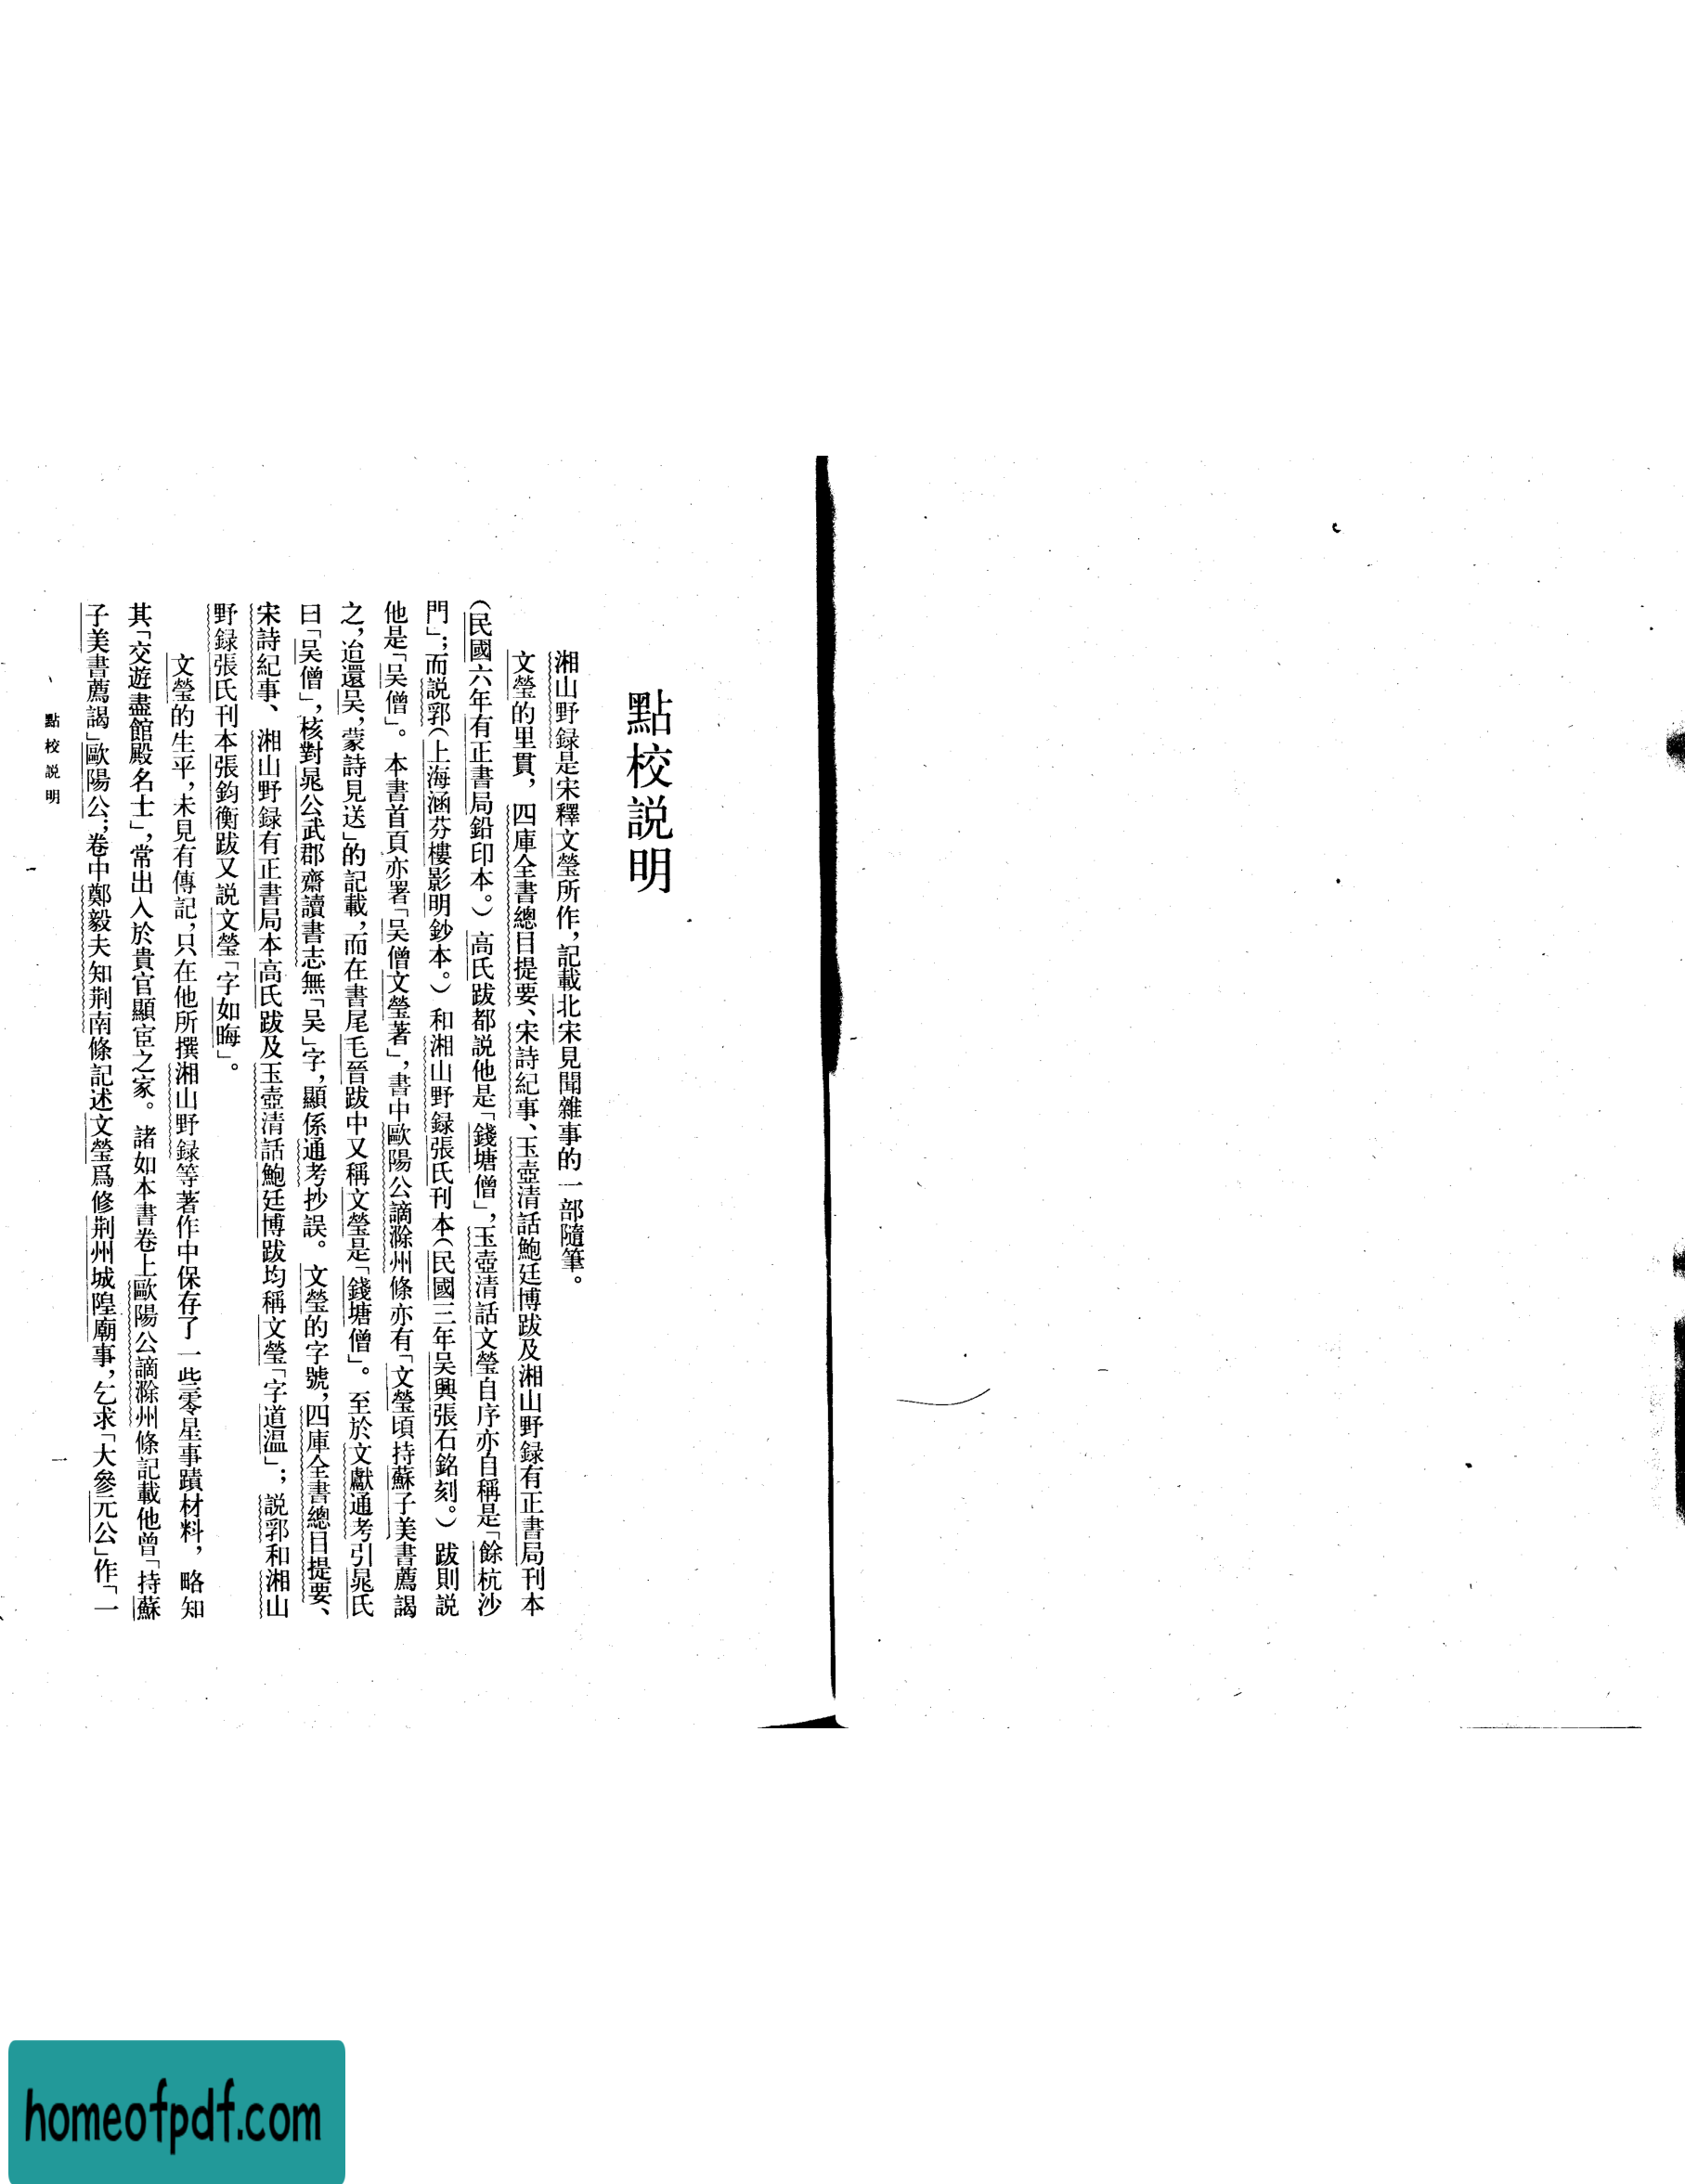 點校説明
湘山野録是宋釋文瑩所作,記載北宋見聞雜事的一部隨筆。
文瑩的里貫,四庫全書總目提要、宋詩紀事、玉壺清話鮑廷博跋及湘山野録有正書局刊本
(民國六年有正書局鉛印本。)高氏跋都説他是「錢塘僧」,玉壺清話文瑩自序亦自稱是「餘杭沙
門」;而説郛(上海涵芬樓影明鈔本。)和湘山野録張氏刊本(民國三年吴興張石銘刻。)跋則説
他是「吴僧」。本書首頁亦署「吴僧文瑩著」,書中歐陽公謫滁州條亦有「文瑩頃持蘇子美書薦謁
之,迨還吴,蒙詩見送」的記載,而在書尾毛晉跋中又稱文瑩是「錢塘僧」。至於文獻通考引晁氏
曰「吴僧」,核對晁公武郡齋讀書志無「吴」字,顯係通考抄誤。文瑩的字號,四庫全書總目提要、
宋詩紀事、湘山野録有正書局本高氏跋及玉壺清話鮑廷博跋均稱文瑩「字道温」;説郛和湘山
野録張氏刊本張鈞衡跋又説文瑩「字如晦」。
文瑩的生平,未見有傳記,只在他所撰湘山野録等著作中保存了一些零星事蹟材料,略知
其「交遊盡館殿名士」,常出入於貴官顯宦之家。諸如本書卷上歐陽公謫滁州條記載他曾「持蘇
子美書薦謁」歐陽公;卷中鄭毅夫知荆南條記述文瑩爲修荆州城隍廟事,乞求「大參元公」作「一
點校説明
一
homeofpdf.com